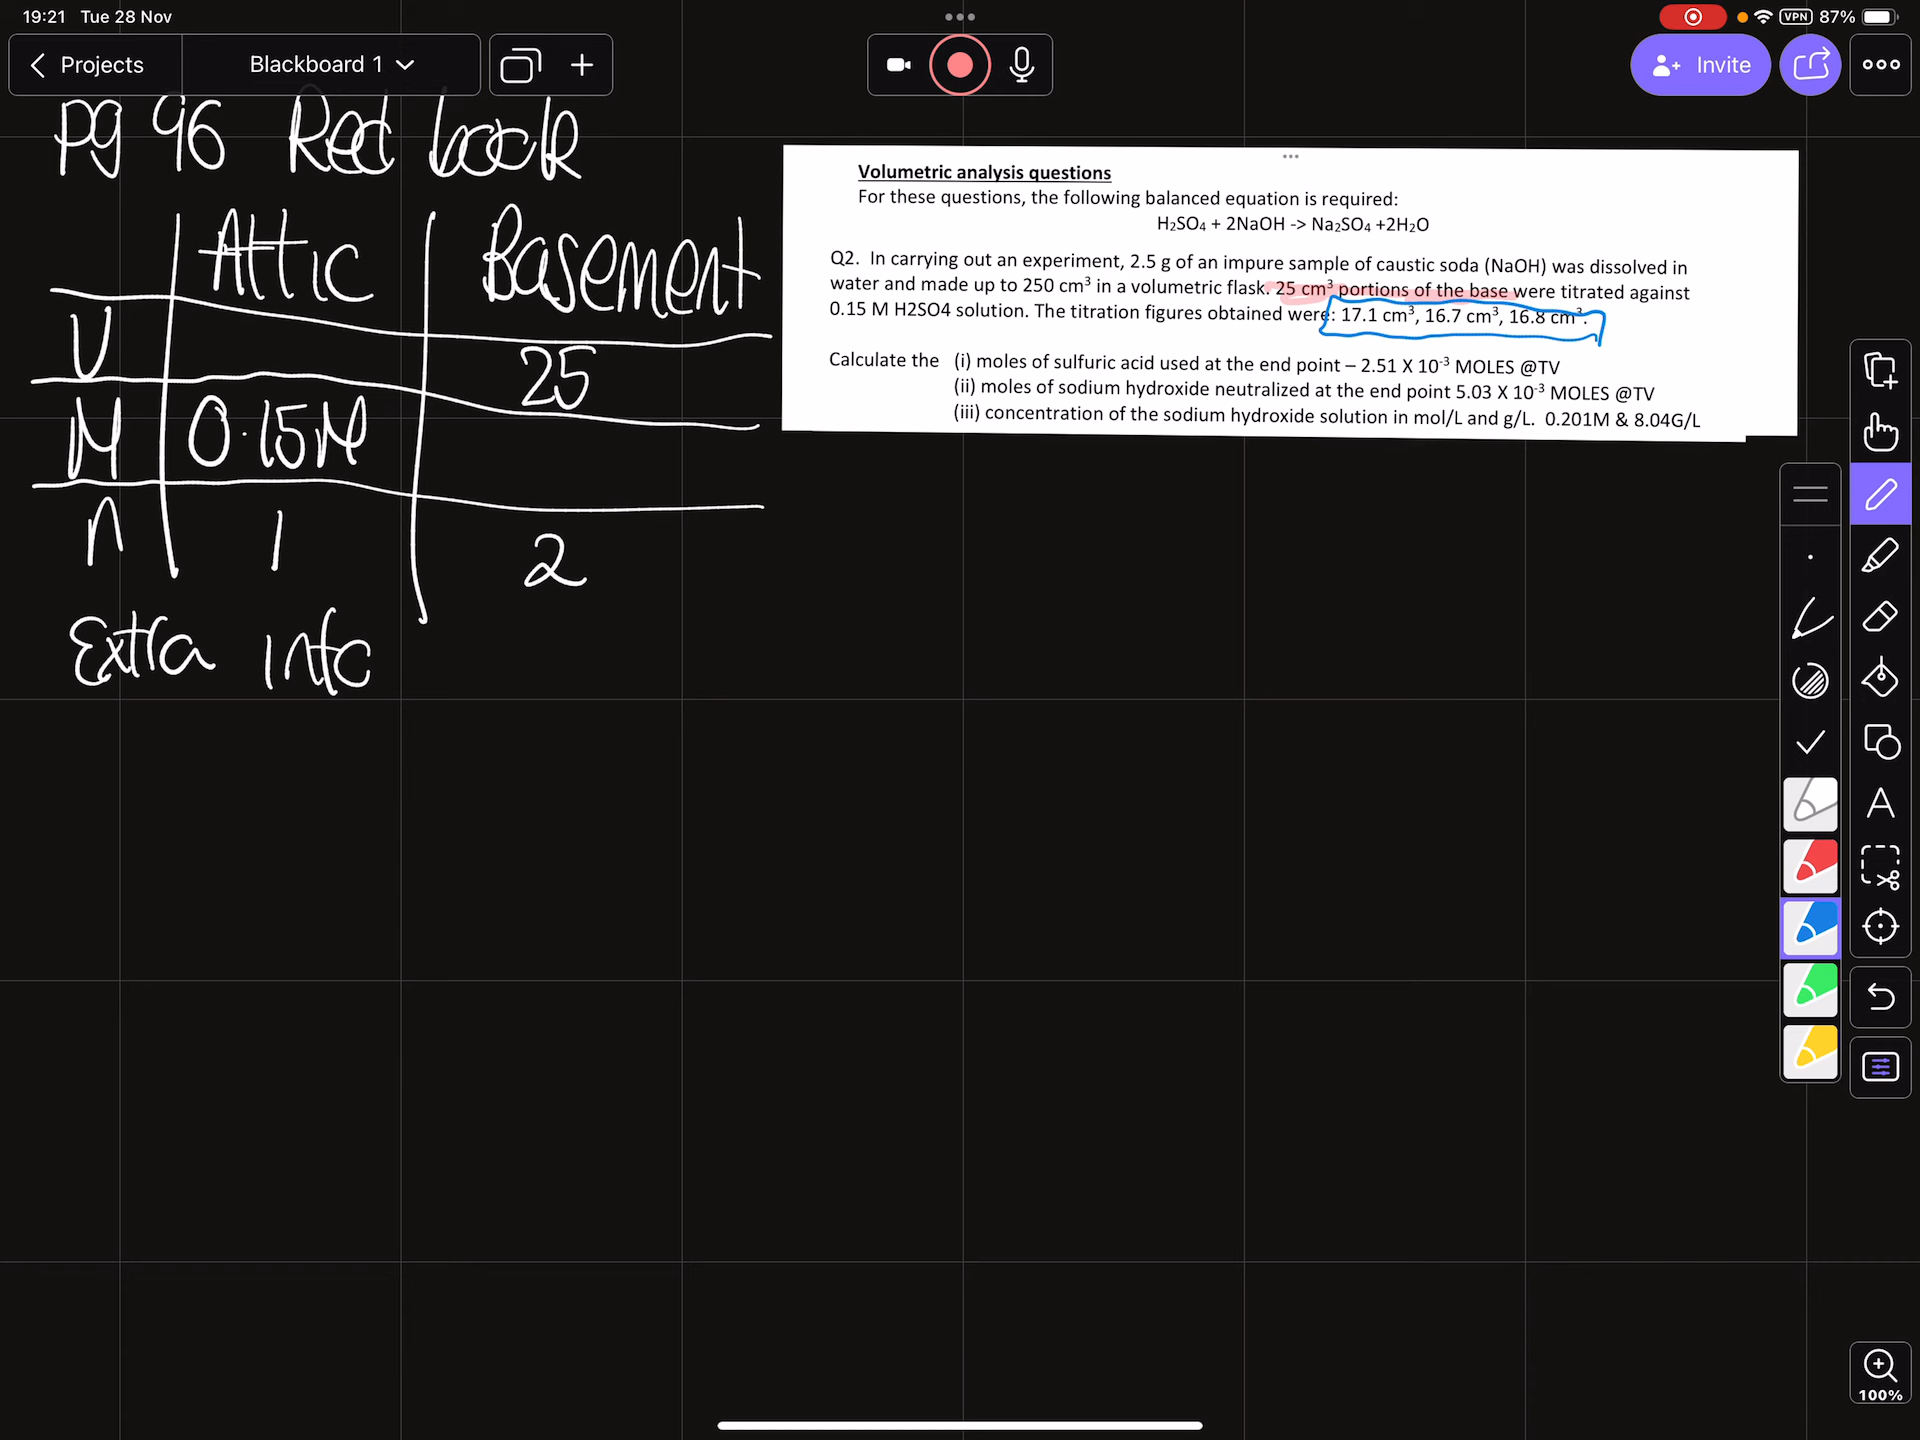 19:21 Tue 28 Nov
VPN 87%
Projects
Blackboard 1
Invite
pg 96 Red book
Attic Basement
V 25
M 0.15M
n 1 2
Extra info
Volumetric analysis questions
For these questions, the following balanced equation is required:
H₂SO₄ + 2NaOH -> Na₂SO₄ +2H₂O
Q2. In carrying out an experiment, 2.5 g of an impure sample of caustic soda (NaOH) was dissolved in
water and made up to 250 cm³ in a volumetric flask. 25 cm³ portions of the base were titrated against
0.15 M H2SO4 solution. The titration figures obtained were: 17.1 cm³, 16.7 cm³, 16.8 cm³.
Calculate the (i) moles of sulfuric acid used at the end point – 2.51 X 10⁻³ MOLES @TV
(ii) moles of sodium hydroxide neutralized at the end point 5.03 X 10⁻³ MOLES @TV
(iii) concentration of the sodium hydroxide solution in mol/L and g/L. 0.201M & 8.04G/L
A
100%